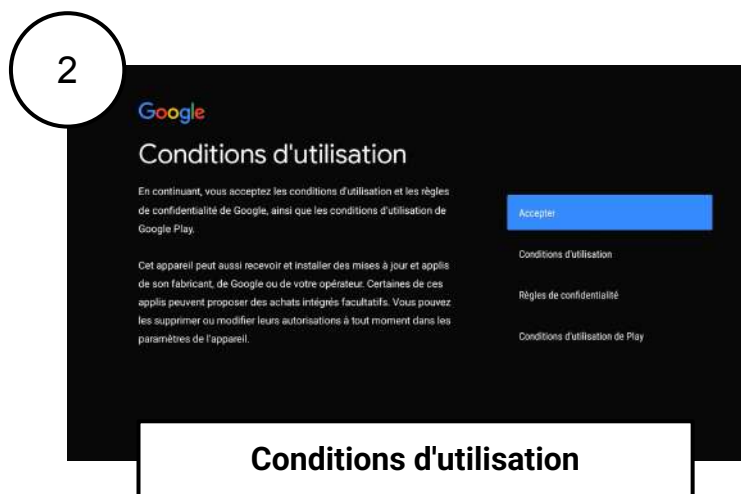 2
Google
Conditions d'utilisation
En continuant, vous acceptez les conditions d'utilisation et les règles
de confidentialité de Google, ainsi que les conditions d'utilisation de
Google Play.
Cet appareil peut aussi recevoir et installer des mises à jour et applis
de son fabricant, de Google ou de votre opérateur. Certaines de ces
applis peuvent proposer des achats intégrés facultatifs. Vous pouvez
les supprimer ou modifier leurs autorisations à tout moment dans les
paramètres de l'appareil.
Accepter
Conditions d'utilisation
Règles de confidentialité
Conditions d'utilisation de Play
Conditions d'utilisation